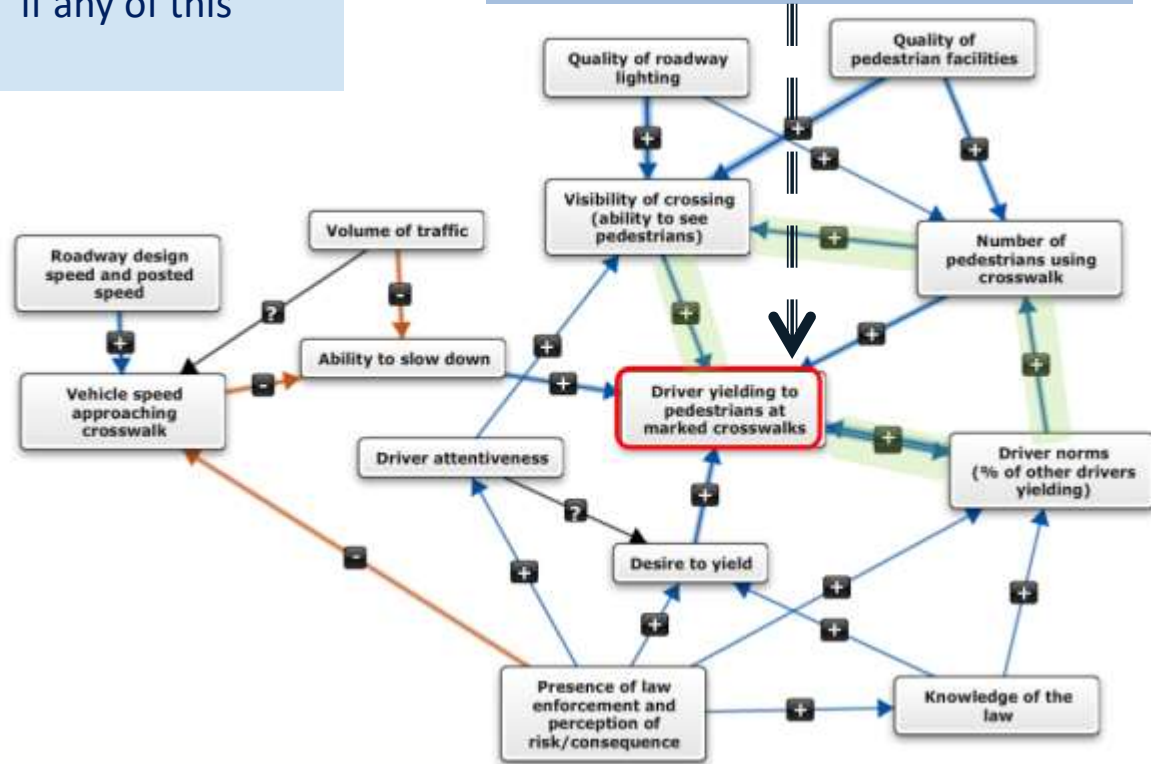 if any of this
Quality of roadway
lighting
Quality of
pedestrian facilities
+
+
+
+
Visibility of crossing
(ability to see
pedestrians)
Volume of traffic
Number of
pedestrians using
crosswalk
+
Roadway design
speed and posted
speed
-
?
+
+
+
Ability to slow down
+
+
-
+
Vehicle speed
approaching
crosswalk
Driver yielding to
pedestrians at
marked crosswalks
+
Driver norms
(% of other drivers
yielding)
Driver attentiveness
+
?
-
Desire to yield
+
+
+
+
+
Presence of law
enforcement and
perception of
risk/consequence
+
Knowledge of the
law